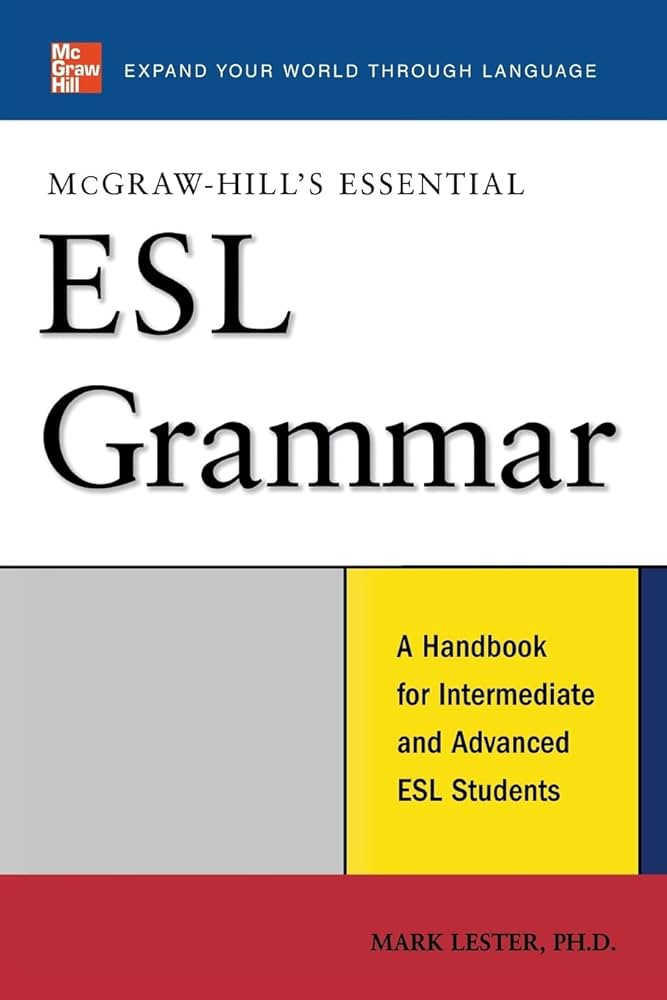 Mc
Graw
Hill
EXPAND YOUR WORLD THROUGH LANGUAGE
McGRAW-HILL'S ESSENTIAL
ESL
Grammar
A Handbook
for Intermediate
and Advanced
ESL Students
MARK LESTER, PH.D.